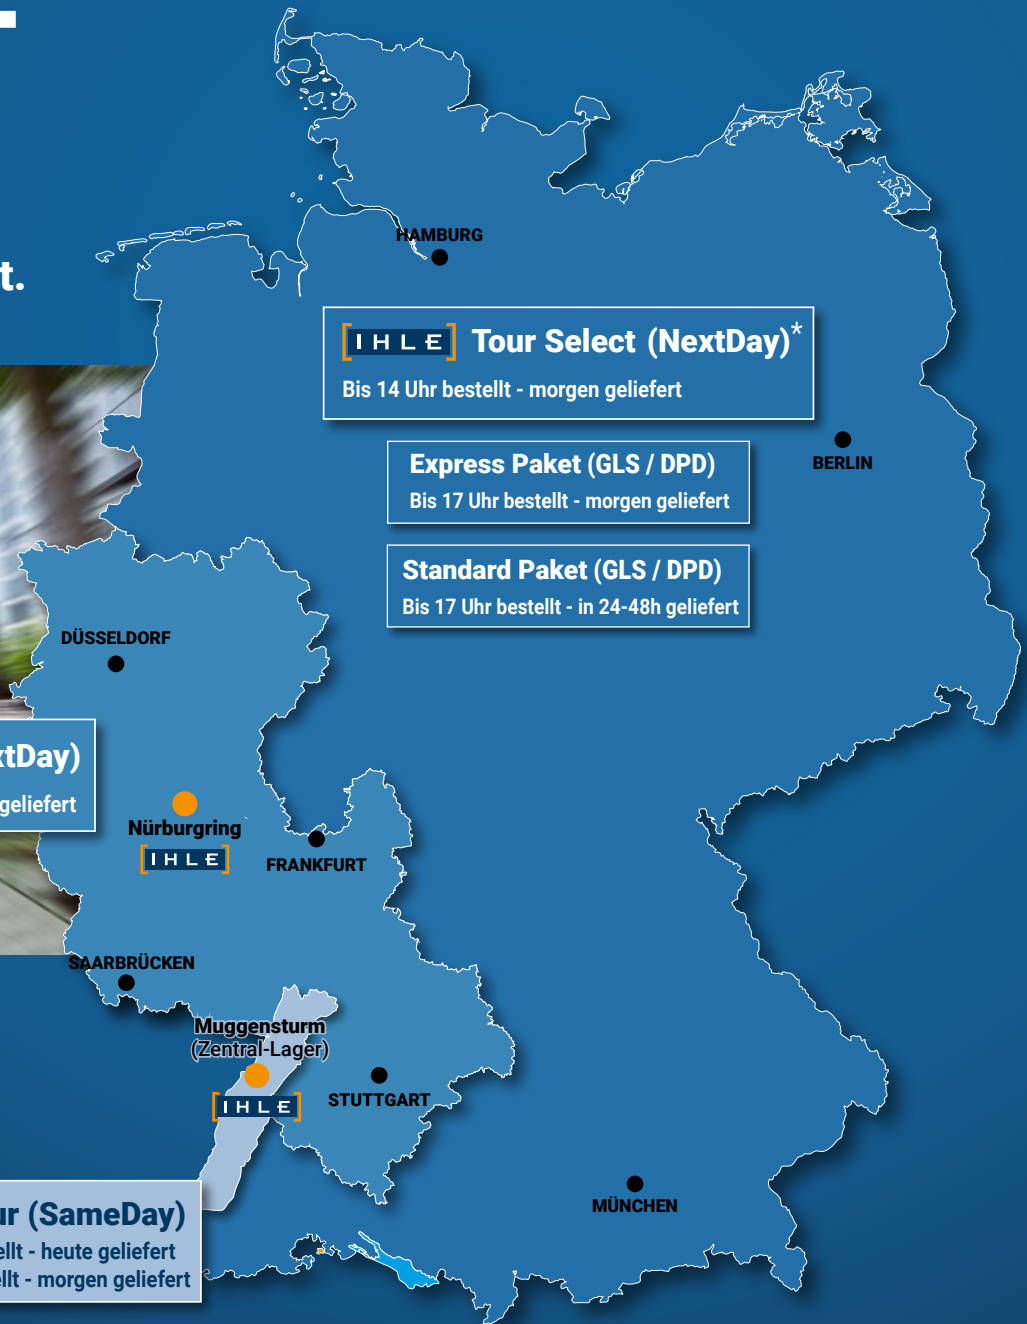 t.
HAMBURG
[IHLE] Tour Select (NextDay)*
Bis 14 Uhr bestellt - morgen geliefert
BERLIN
Express Paket (GLS / DPD)
Bis 17 Uhr bestellt - morgen geliefert
Standard Paket (GLS / DPD)
Bis 17 Uhr bestellt - in 24-48h geliefert
DÜSSELDORF
xtDay)
geliefert
Nürburgring
[IHLE]
FRANKFURT
SAARBRÜCKEN
Muggensturm
(Zentral-Lager)
[IHLE]
STUTTGART
MÜNCHEN
ur (SameDay)
ellt - heute geliefert
ellt - morgen geliefert